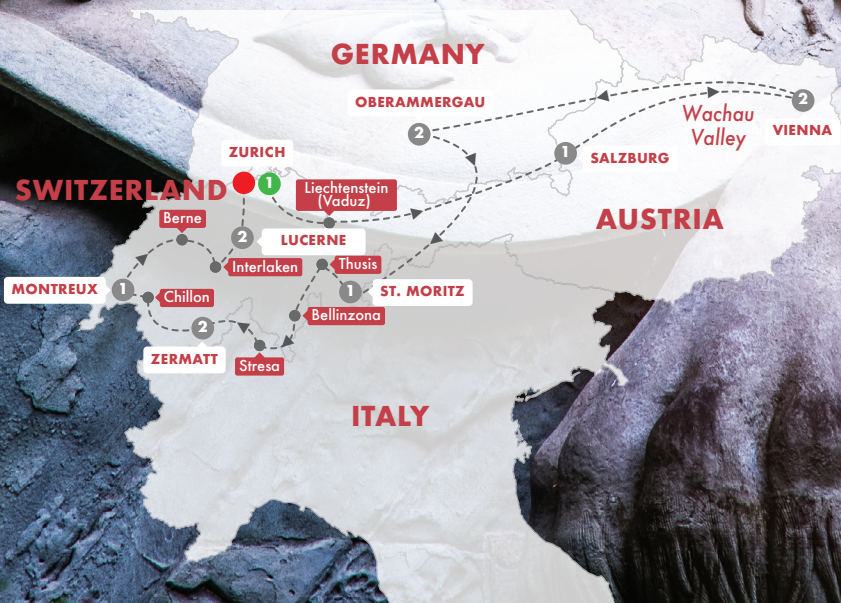 GERMANY
OBERAMMERGAU
2
2
Wachau
Valley
VIENNA
ZURICH
1
SALZBURG
SWITZERLAND
1
Liechtenstein
(Vaduz)
Berne
AUSTRIA
2
LUCERNE
Interlaken
Thusis
MONTREUX
1
Chillon
1
ST. MORITZ
Bellinzona
2
ZERMATT
Stresa
ITALY